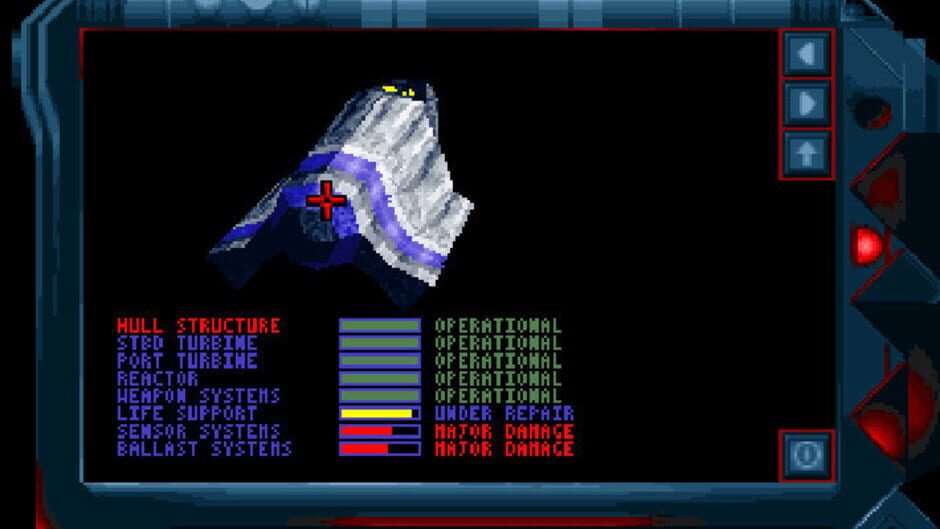 HULL STRUCTURE OPERATIONAL
STBD TURBINE OPERATIONAL
PORT TURBINE OPERATIONAL
REACTOR OPERATIONAL
WEAPON SYSTEMS OPERATIONAL
LIFE SUPPORT UNDER REPAIR
SENSOR SYSTEMS MAJOR DAMAGE
BALLAST SYSTEMS MAJOR DAMAGE